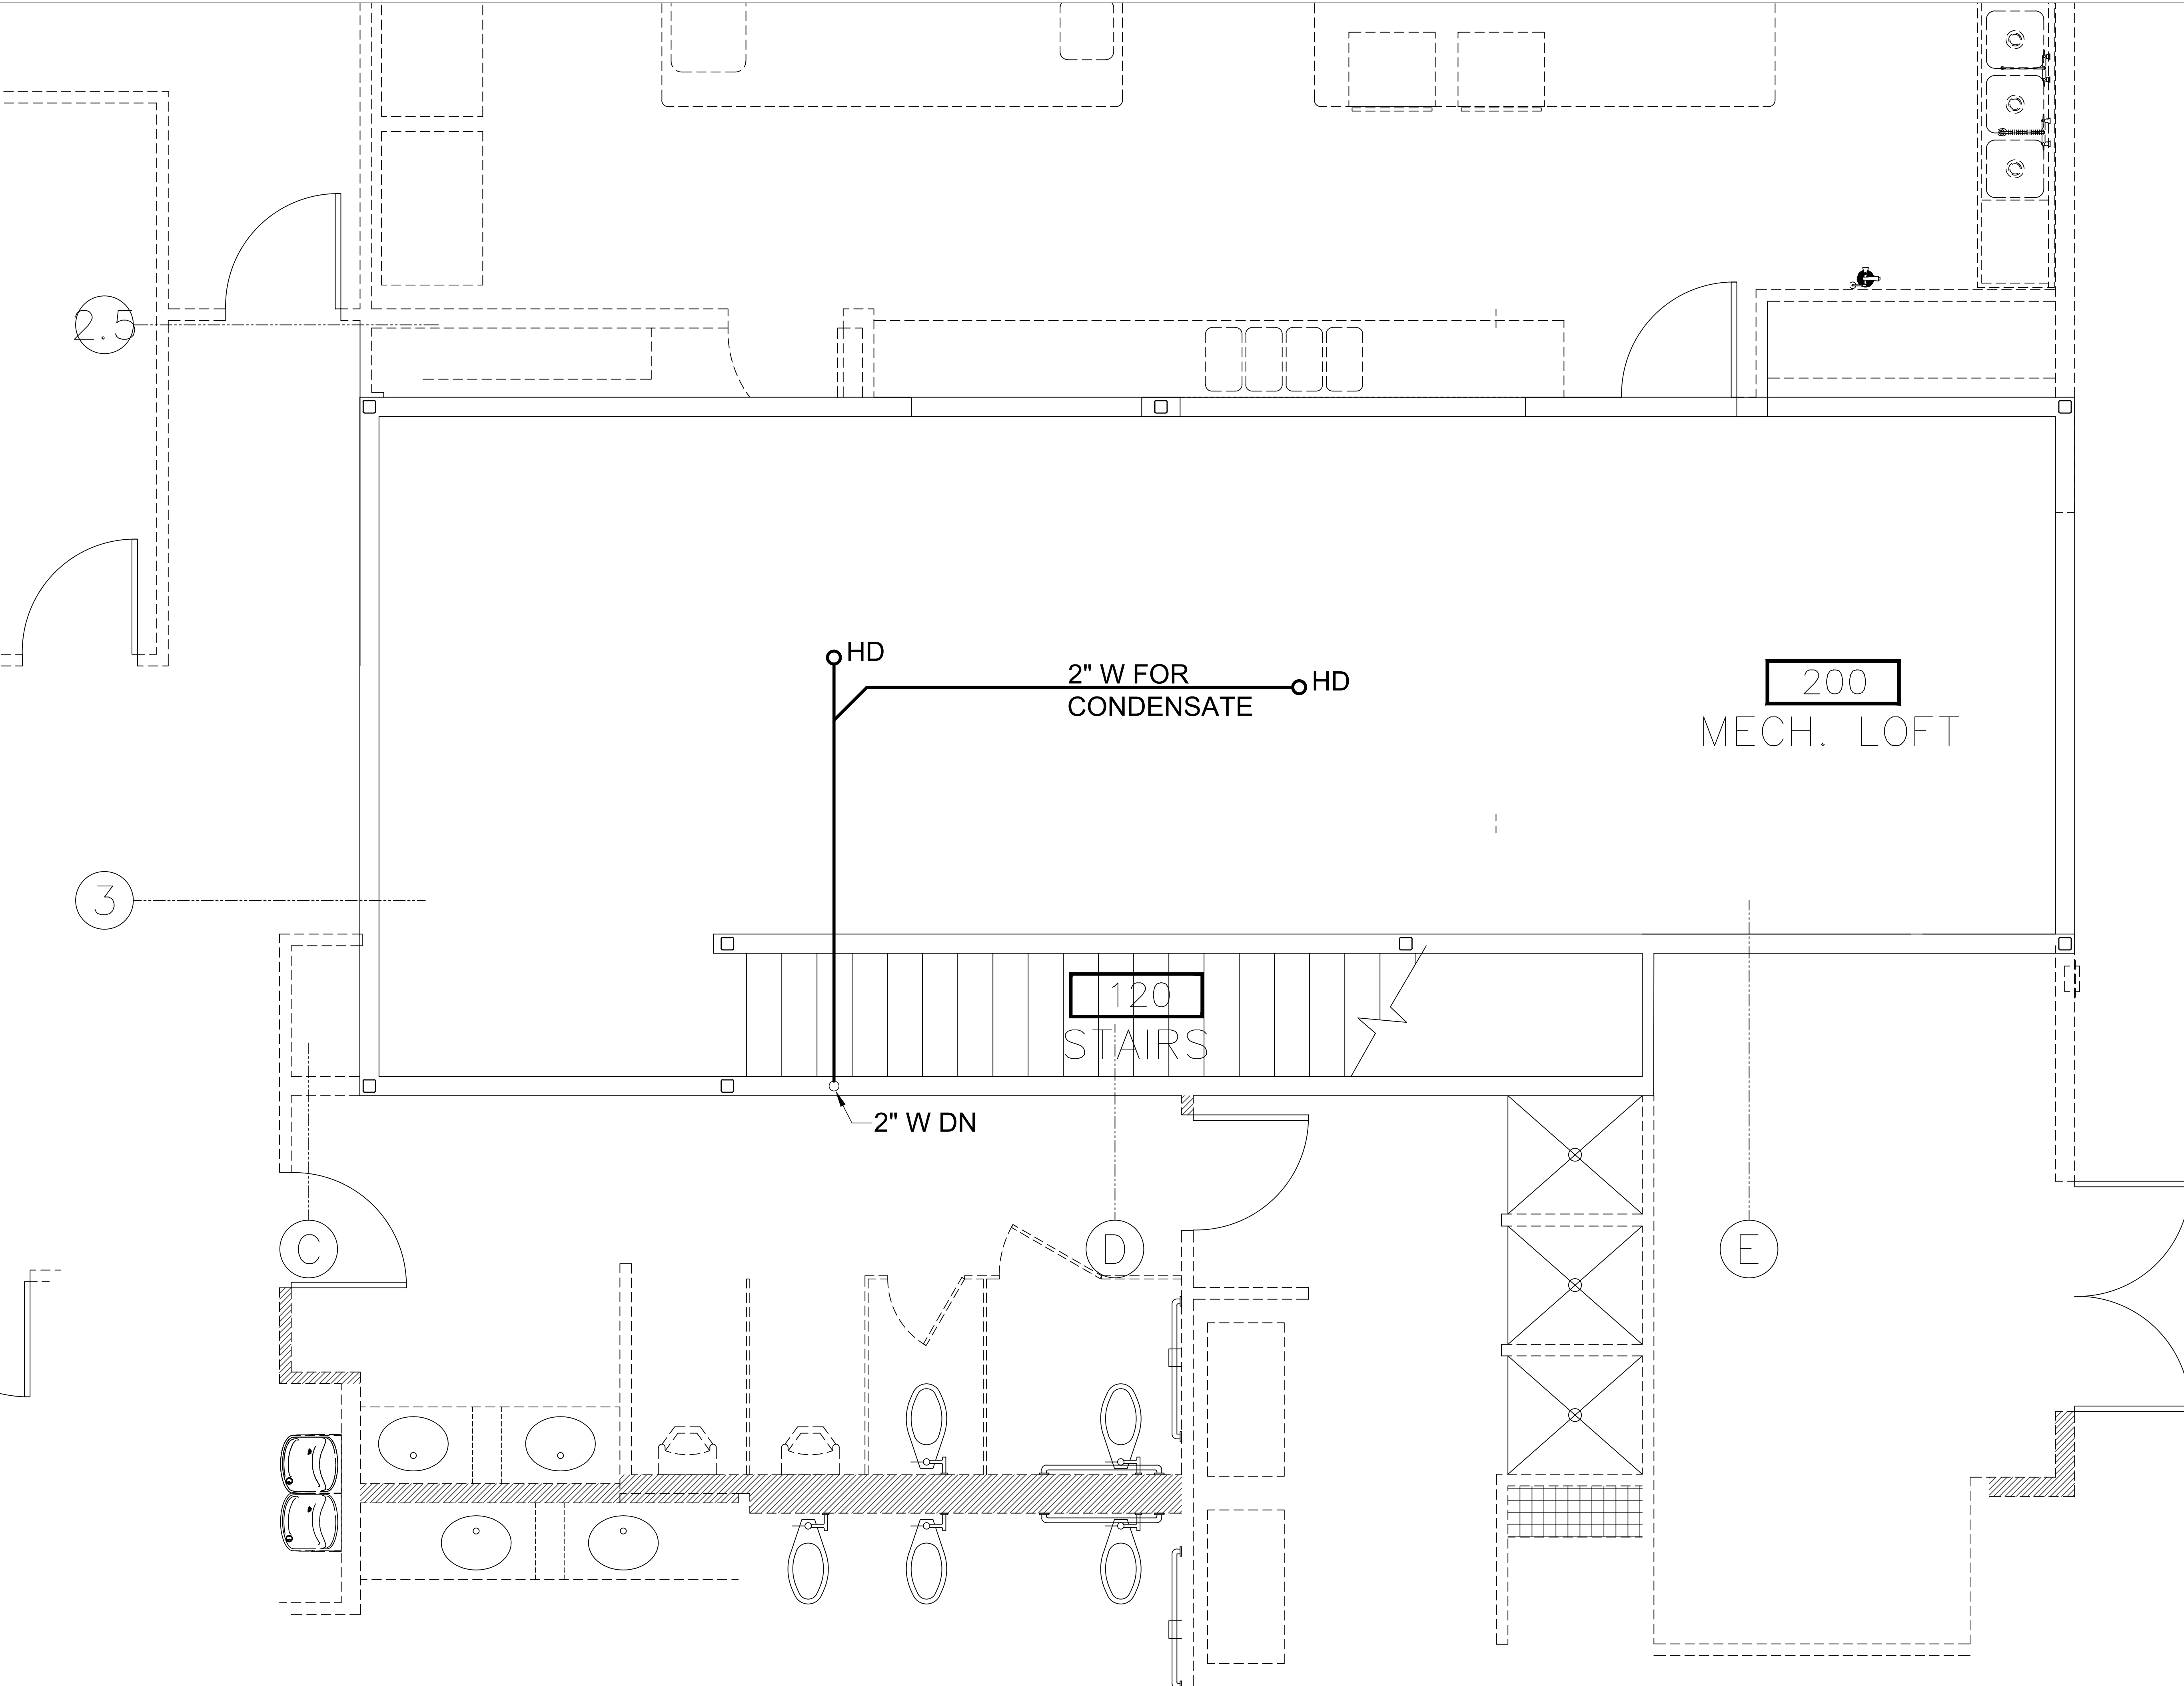 2.5
HD
2" W FOR
CONDENSATE
HD
200
MECH. LOFT
3
120
STAIRS
2" W DN
C
D
E